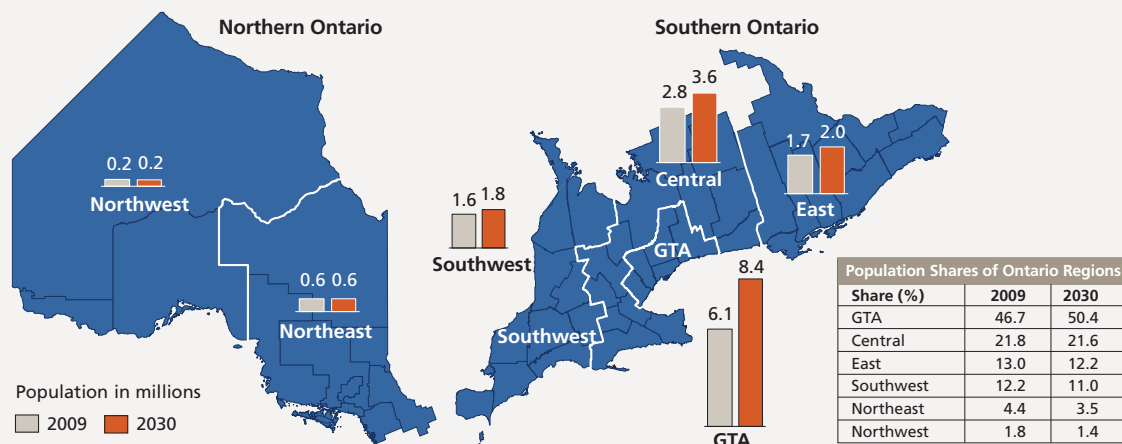 Northern Ontario
Southern Ontario
0.2 0.2
Northwest
0.6 0.6
Northeast
1.6 1.8
Southwest
2.8 3.6
Central
1.7 2.0
East
GTA
Southwest
6.1 8.4
GTA
Population in millions
2009 2030
Population Shares of Ontario Regions
Share (%) 2009 2030
GTA 46.7 50.4
Central 21.8 21.6
East 13.0 12.2
Southwest 12.2 11.0
Northeast 4.4 3.5
Northwest 1.8 1.4